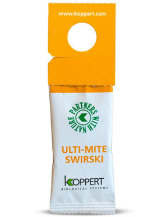 www.koppert.com
PARTNERS
WITH NATURE
ULTI-MITE
SWIRSKI
KOPPERT
BIOLOGICAL SYSTEMS